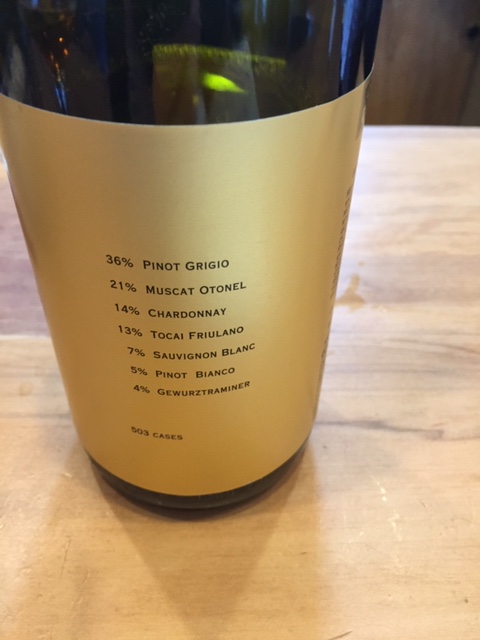 36% PINOT GRIGIO
21% MUSCAT OTONEL
14% CHARDONNAY
13% TOCAI FRIULANO
7% SAUVIGNON BLANC
5% PINOT BIANCO
4% GEWURZTRAMINER
503 CASES